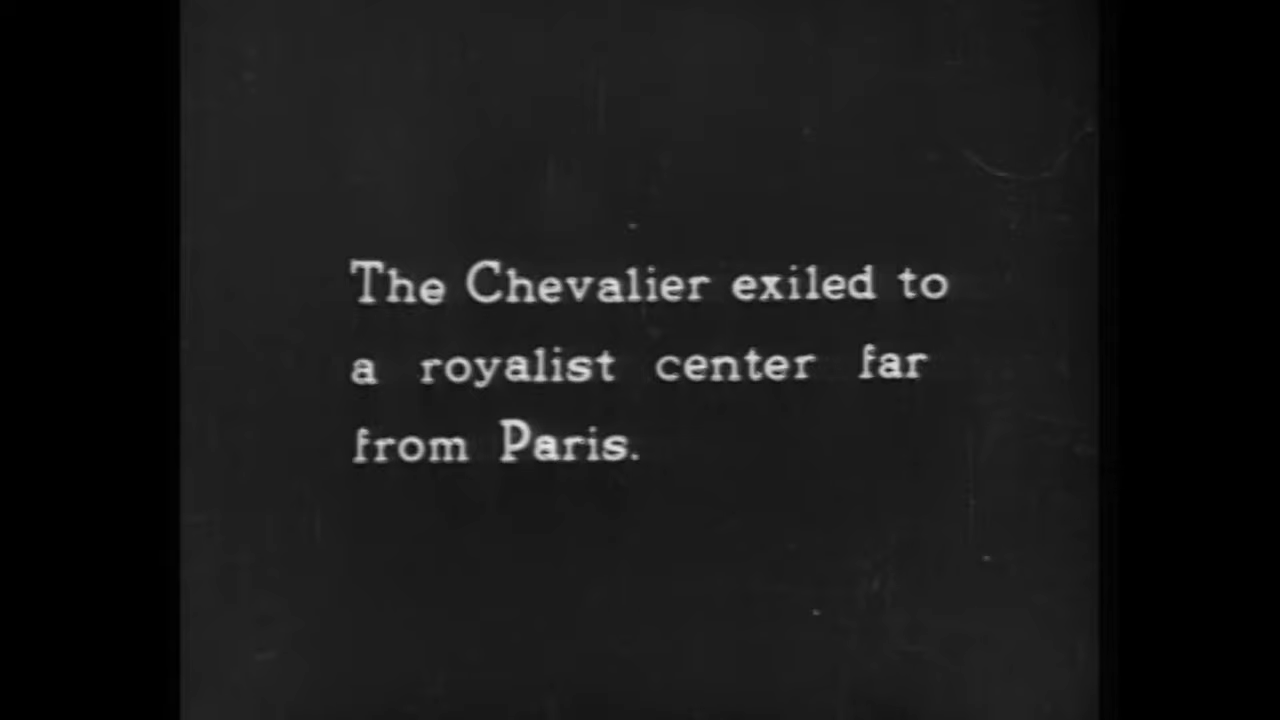 The Chevalier exiled to
a royalist center far
from Paris.